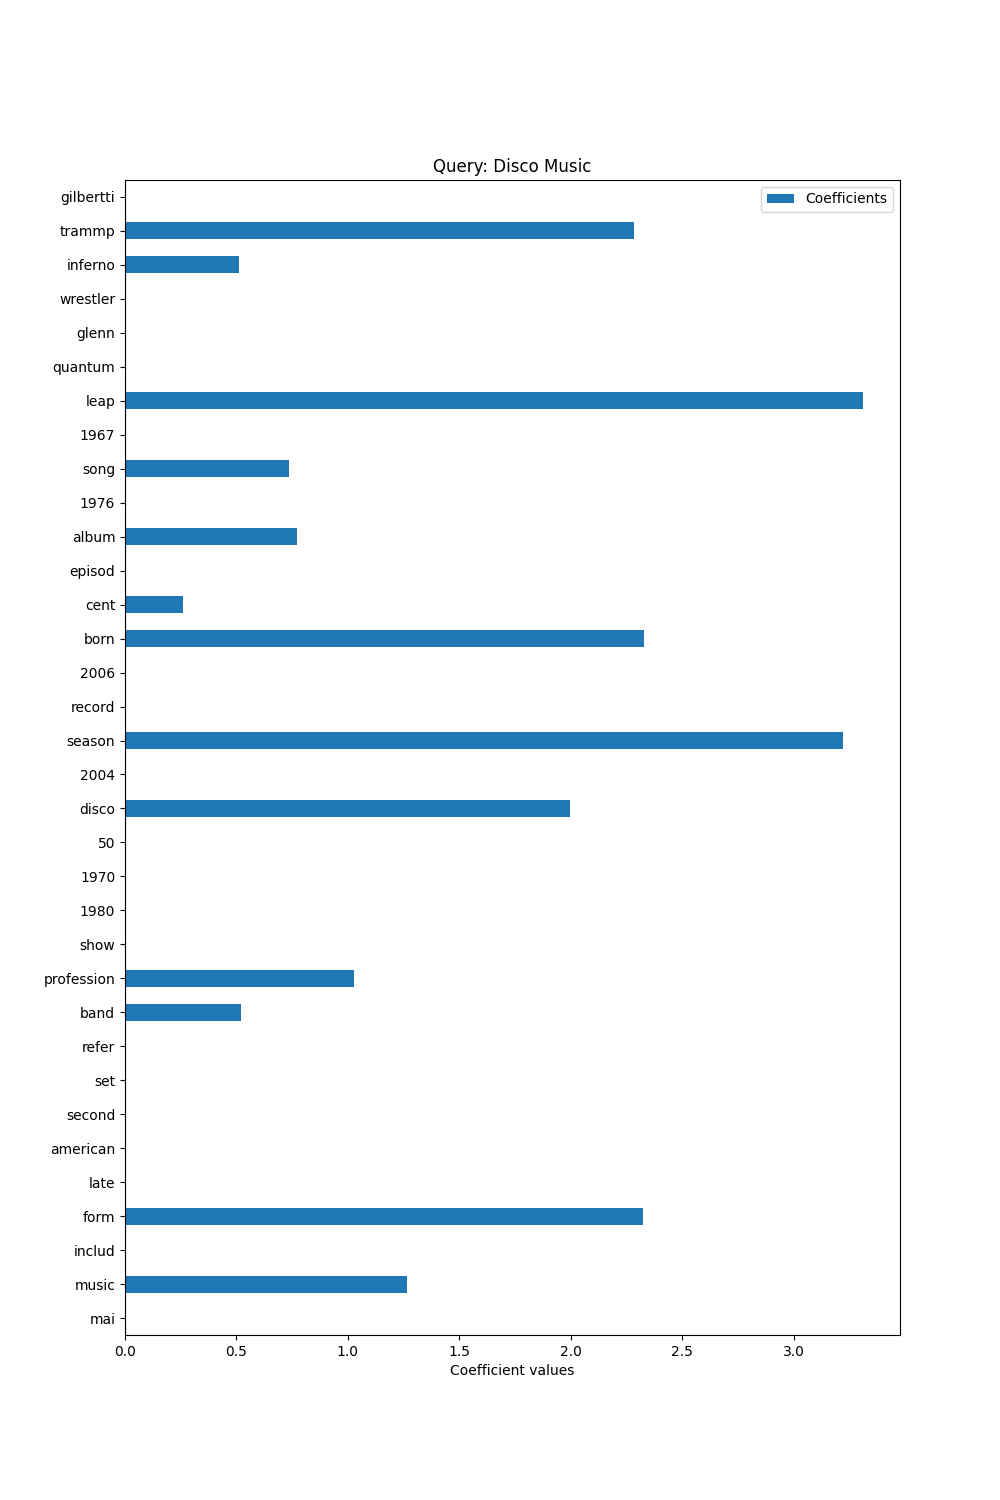 Query: Disco Music
Coefficients
gilbertti
trammp
inferno
wrestler
glenn
quantum
leap
1967
song
1976
album
episod
cent
born
2006
record
season
2004
disco
50
1970
1980
show
profession
band
refer
set
second
american
late
form
includ
music
mai
0.0 0.5 1.0 1.5 2.0 2.5 3.0
Coefficient values